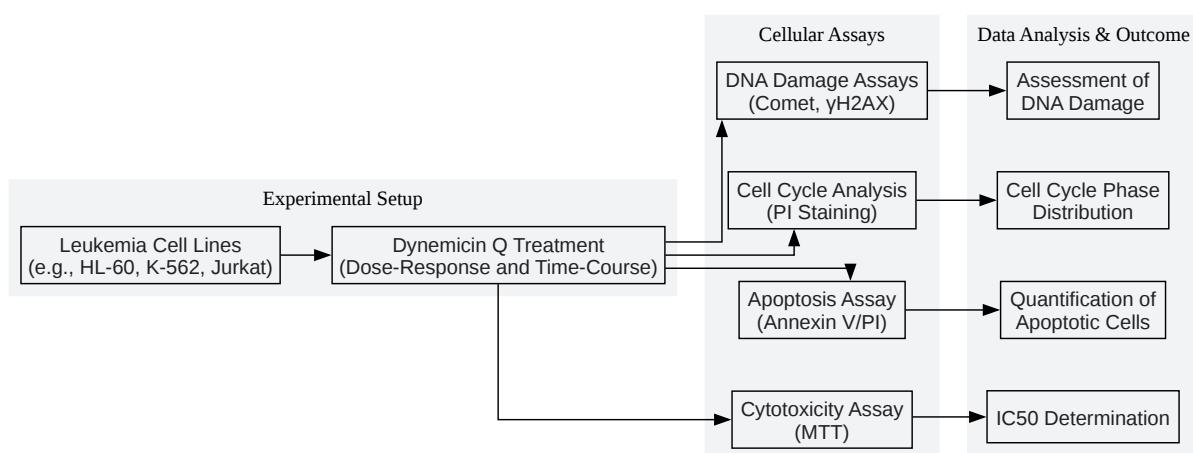 Experimental Setup
Leukemia Cell Lines
(e.g., HL-60, K-562, Jurkat)
Dynemicin Q Treatment
(Dose-Response and Time-Course)
Cellular Assays
DNA Damage Assays
(Comet, γH2AX)
Cell Cycle Analysis
(PI Staining)
Apoptosis Assay
(Annexin V/PI)
Cytotoxicity Assay
(MTT)
Data Analysis & Outcome
Assessment of
DNA Damage
Cell Cycle Phase
Distribution
Quantification of
Apoptotic Cells
IC50 Determination